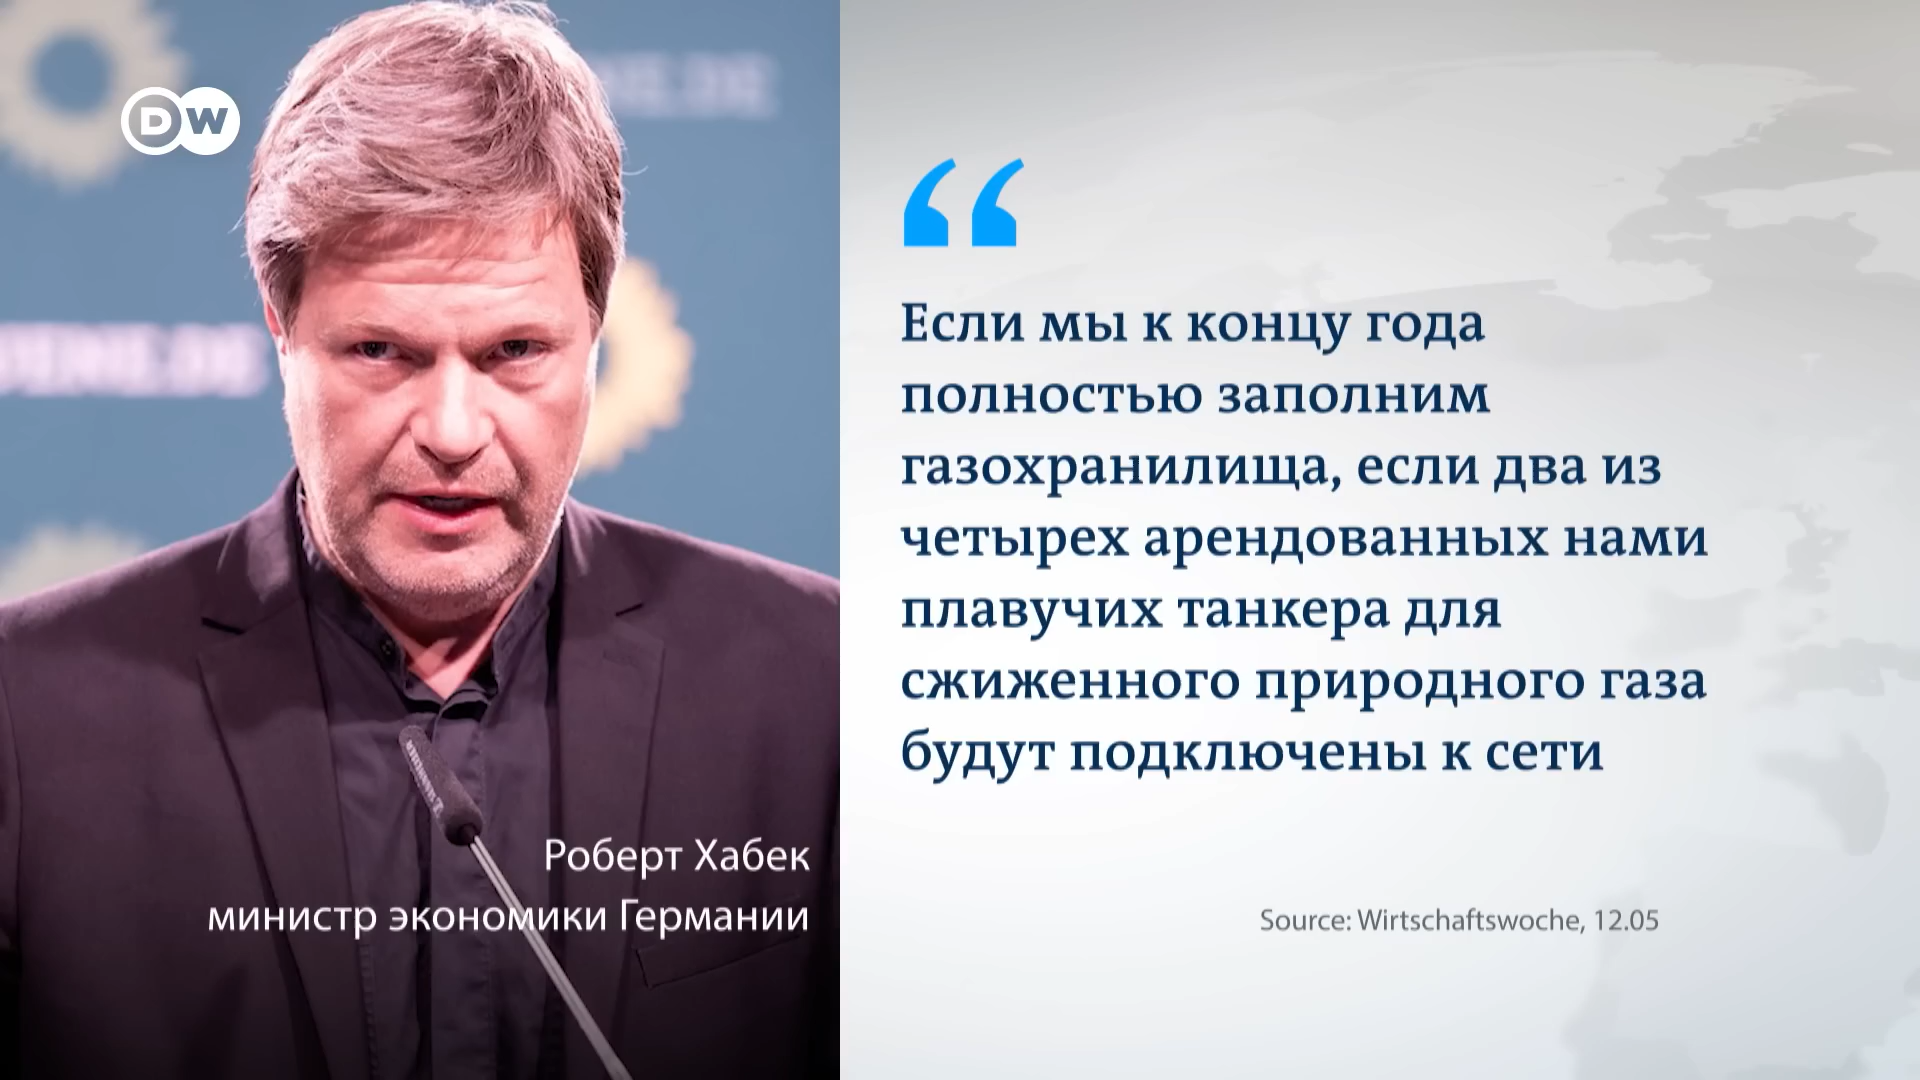 DW
Если мы к концу года
полностью заполним
газохранилища, если два из
четырех арендованных нами
плавучих танкера для
сжиженного природного газа
будут подключены к сети
Роберт Хабек
министр экономики Германии
Source: Wirtschaftswoche, 12.05